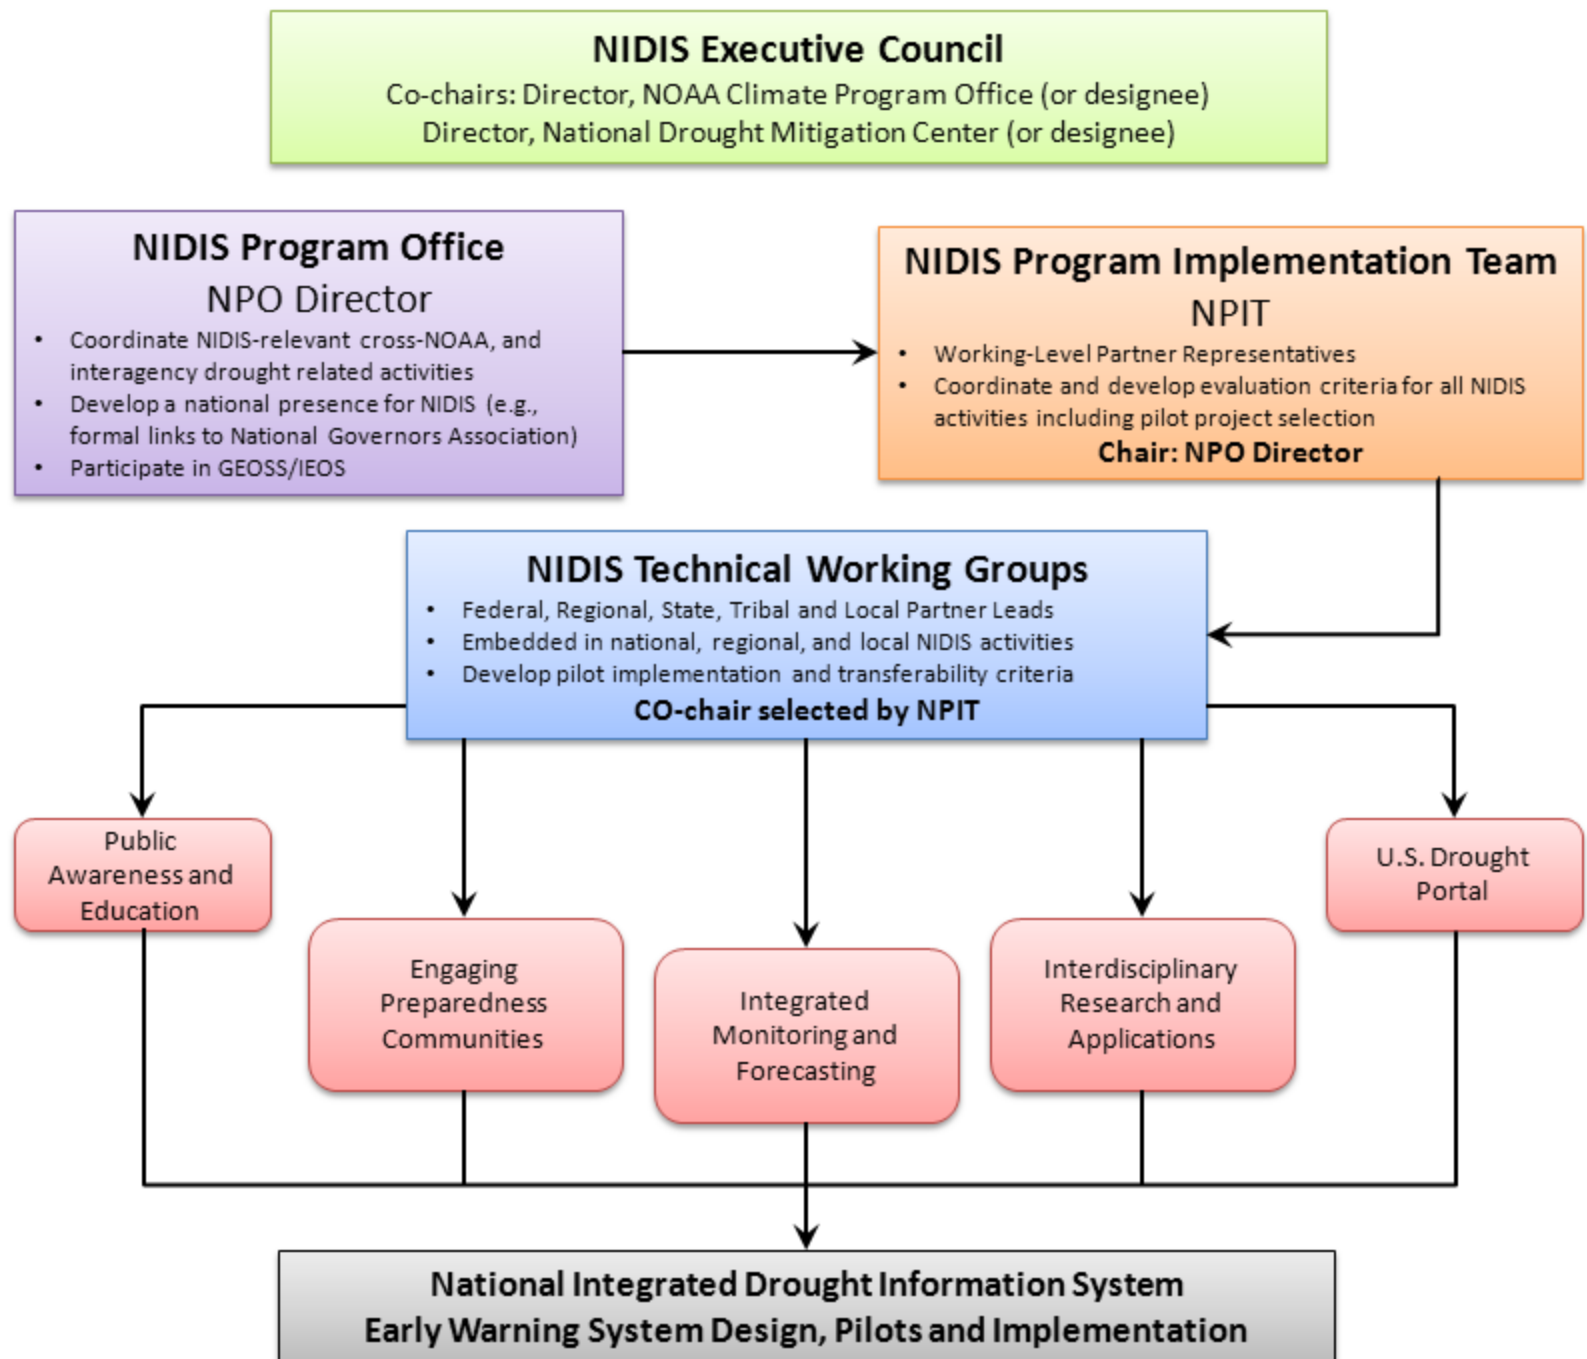 NIDIS Executive Council
Co-chairs: Director, NOAA Climate Program Office (or designee)
Director, National Drought Mitigation Center (or designee)
NIDIS Program Office
NPO Director
• Coordinate NIDIS-relevant cross-NOAA, and
interagency drought related activities
• Develop a national presence for NIDIS (e.g.,
formal links to National Governors Association)
• Participate in GEOSS/IEOS
NIDIS Program Implementation Team
NPIT
• Working-Level Partner Representatives
• Coordinate and develop evaluation criteria for all NIDIS
activities including pilot project selection
Chair: NPO Director
NIDIS Technical Working Groups
• Federal, Regional, State, Tribal and Local Partner Leads
• Embedded in national, regional, and local NIDIS activities
• Develop pilot implementation and transferability criteria
CO-chair selected by NPIT
Public
Awareness and
Education
Engaging
Preparedness
Communities
Integrated
Monitoring and
Forecasting
Interdisciplinary
Research and
Applications
U.S. Drought
Portal
National Integrated Drought Information System
Early Warning System Design, Pilots and Implementation